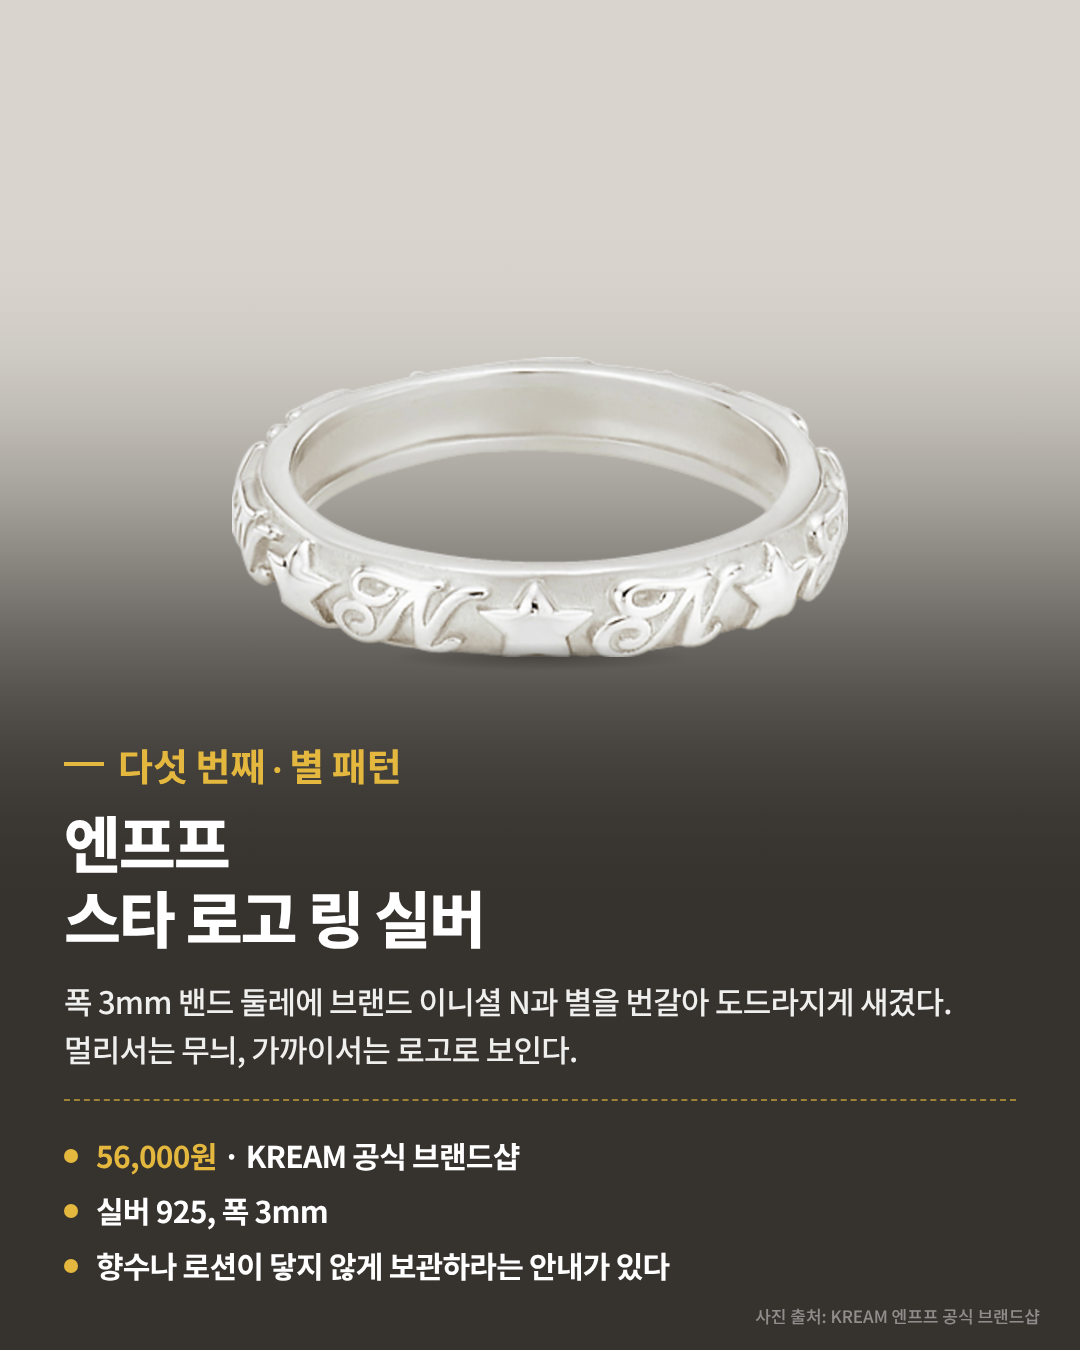 N N
다섯 번째 · 별 패턴
엔프프
스타 로고 링 실버
폭 3mm 밴드 둘레에 브랜드 이니셜 N과 별을 번갈아 도드라지게 새겼다.
멀리서는 무늬, 가까이서는 로고로 보인다.
56,000원 · KREAM 공식 브랜드샵
실버 925, 폭 3mm
향수나 로션이 닿지 않게 보관하라는 안내가 있다
사진 출처: KREAM 엔프프 공식 브랜드샵